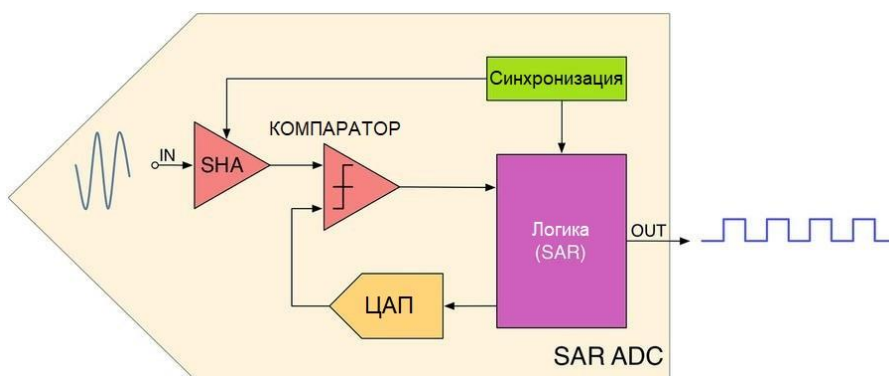 Синхронизация
КОМПАРАТОР
IN
SHA
Логика
(SAR)
OUT
ЦАП
SAR ADC